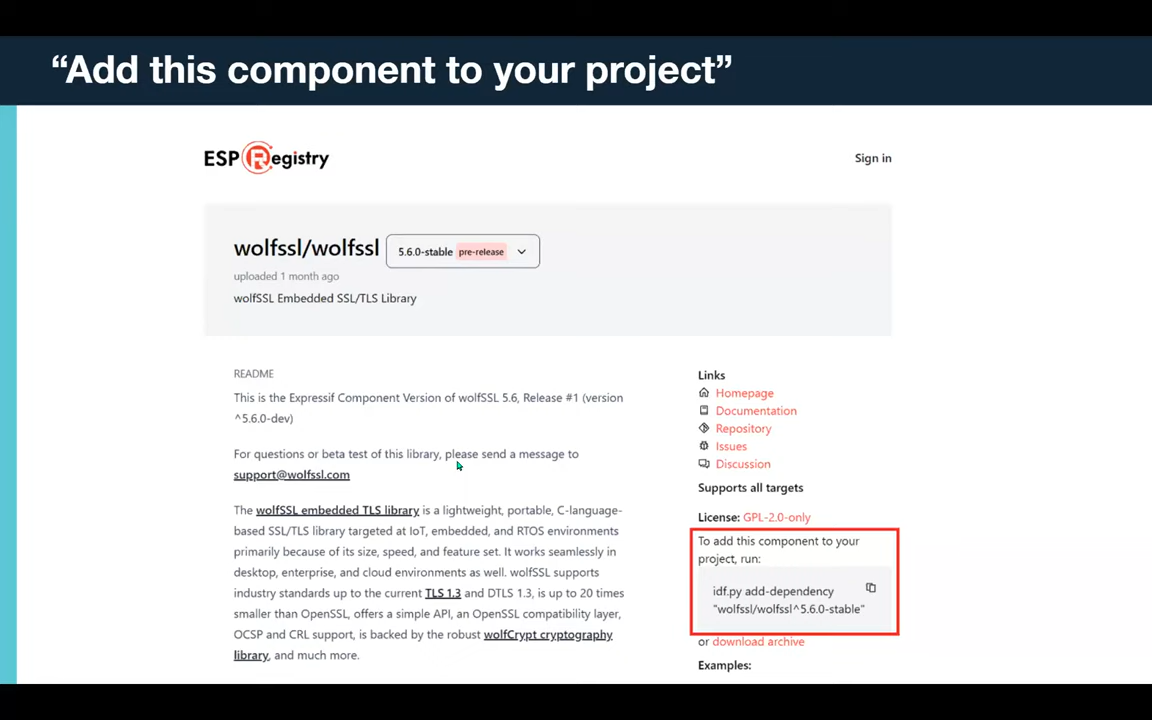 “Add this component to your project”
ESP Registry
Sign in
wolfssl/wolfssl
5.6.0-stable pre-release
uploaded 1 month ago
wolfSSL Embedded SSL/TLS Library
README
This is the Expressif Component Version of wolfSSL 5.6, Release #1 (version
^5.6.0-dev)
For questions or beta test of this library, please send a message to
support@wolfssl.com
The wolfSSL embedded TLS library is a lightweight, portable, C-language-
based SSL/TLS library targeted at IoT, embedded, and RTOS environments
primarily because of its size, speed, and feature set. It works seamlessly in
desktop, enterprise, and cloud environments as well. wolfSSL supports
industry standards up to the current TLS 1.3 and DTLS 1.3, is up to 20 times
smaller than OpenSSL, offers a simple API, an OpenSSL compatibility layer,
OCSP and CRL support, is backed by the robust wolfCrypt cryptography
library, and much more.
Links
Homepage
Documentation
Repository
Issues
Discussion
Supports all targets
License: GPL-2.0-only
To add this component to your
project, run:
idf.py add-dependency
"wolfssl/wolfssl^5.6.0-stable"
or download archive
Examples: